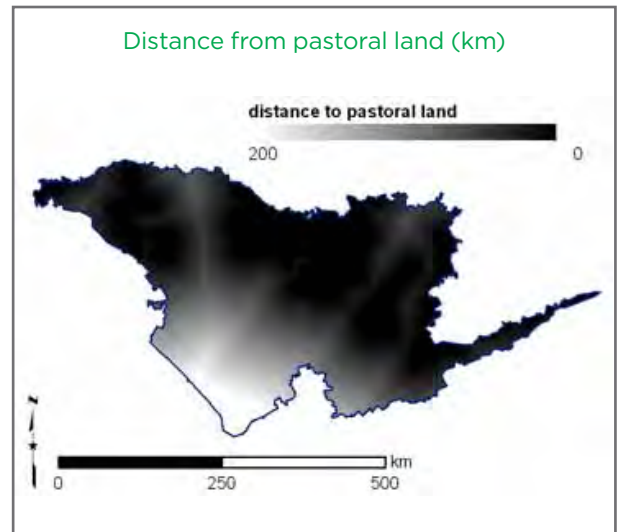 Distance from pastoral land (km)
distance to pastoral land
200 0
N
km
0 250 500